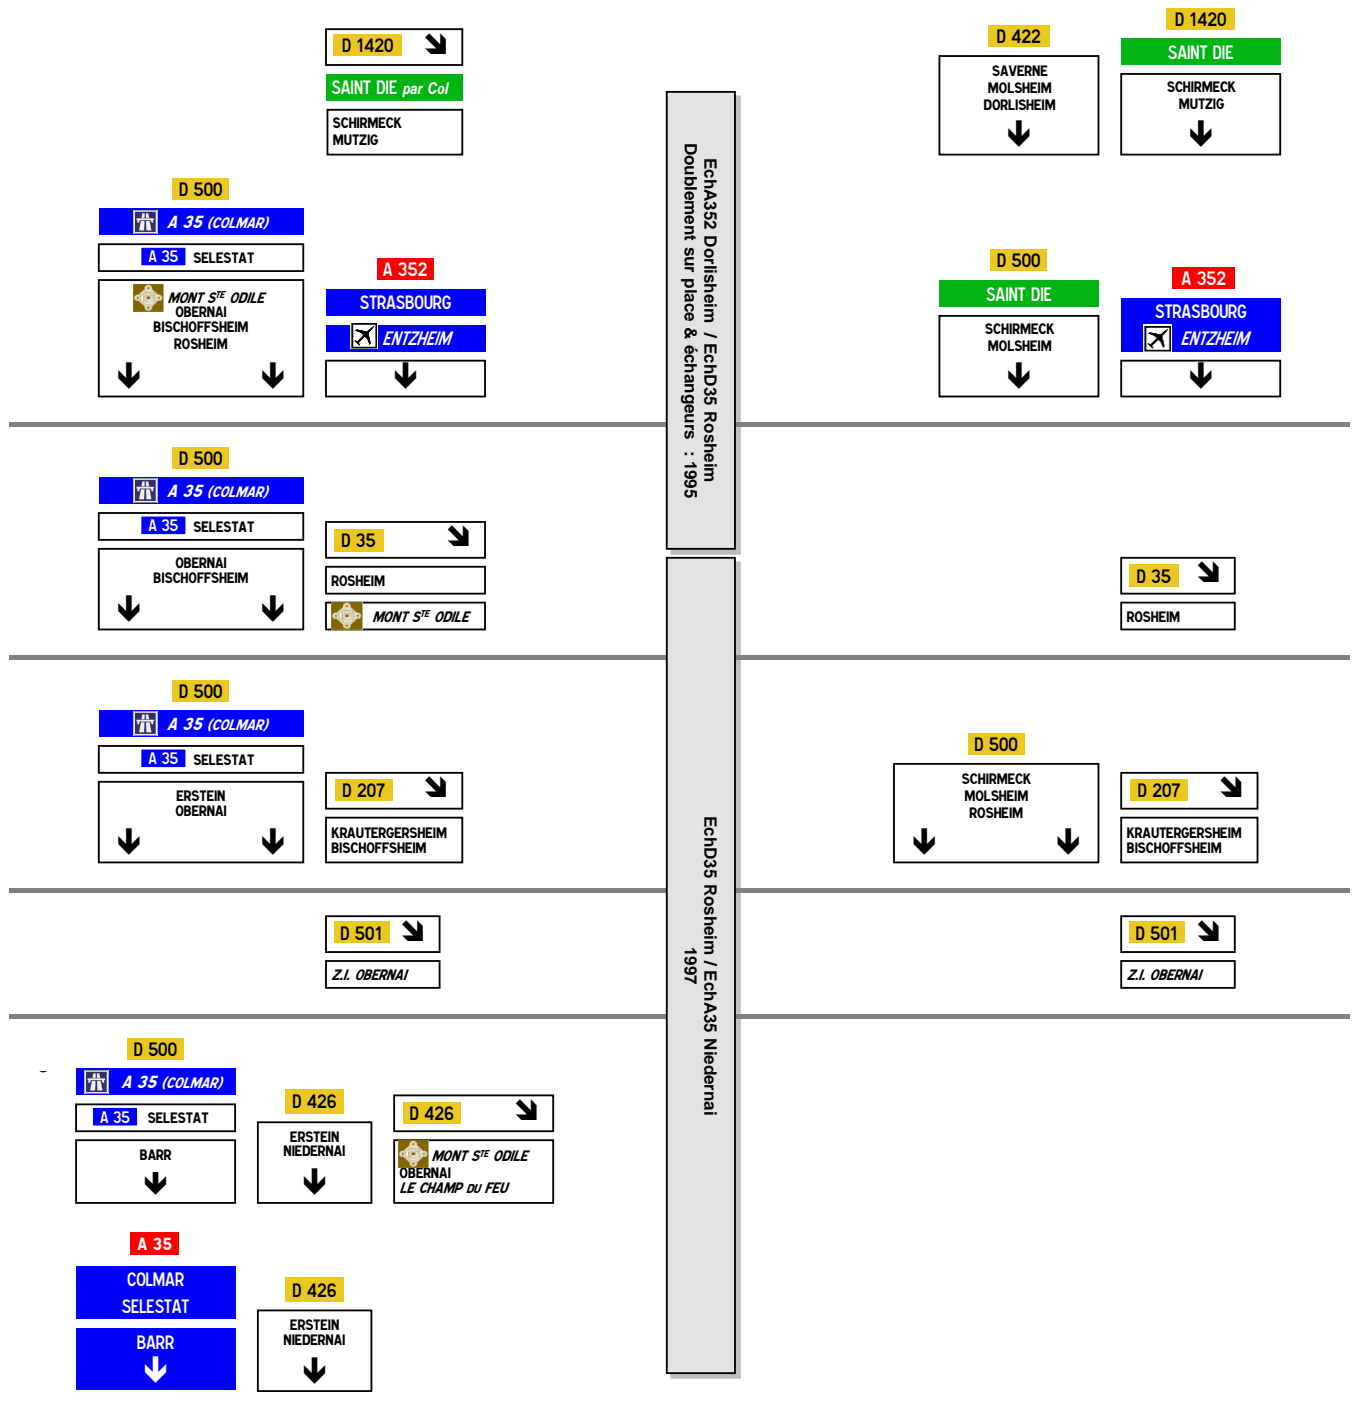 D 1420
SAINT DIE par Col
SCHIRMECK
MUTZIG
D 422
SAVERNE
MOLSHEIM
DORLISHEIM
D 1420
SAINT DIE
SCHIRMECK
MUTZIG
EchA352 Dorlisheim / EchD35 Rosheim
Doublement sur place & échangeurs : 1995
D 500
A 35 (COLMAR)
A 35 SELESTAT
MONT STE ODILE
OBERNAI
BISCHOFFSHEIM
ROSHEIM
A 352
STRASBOURG
ENTZHEIM
D 500
SAINT DIE
SCHIRMECK
MOLSHEIM
A 352
STRASBOURG
ENTZHEIM
D 500
A 35 (COLMAR)
A 35 SELESTAT
OBERNAI
BISCHOFFSHEIM
D 35
ROSHEIM
MONT STE ODILE
D 35
ROSHEIM
EchD35 Rosheim / EchA35 Niedernai
1997
D 500
A 35 (COLMAR)
A 35 SELESTAT
ERSTEIN
OBERNAI
D 207
KRAUTERGERSHEIM
BISCHOFFSHEIM
D 500
SCHIRMECK
MOLSHEIM
ROSHEIM
D 207
KRAUTERGERSHEIM
BISCHOFFSHEIM
D 501
Z.I. OBERNAI
D 501
Z.I. OBERNAI
D 500
A 35 (COLMAR)
A 35 SELESTAT
BARR
D 426
ERSTEIN
NIEDERNAI
D 426
MONT STE ODILE
OBERNAI
LE CHAMP DU FEU
A 35
COLMAR
SELESTAT
BARR
D 426
ERSTEIN
NIEDERNAI